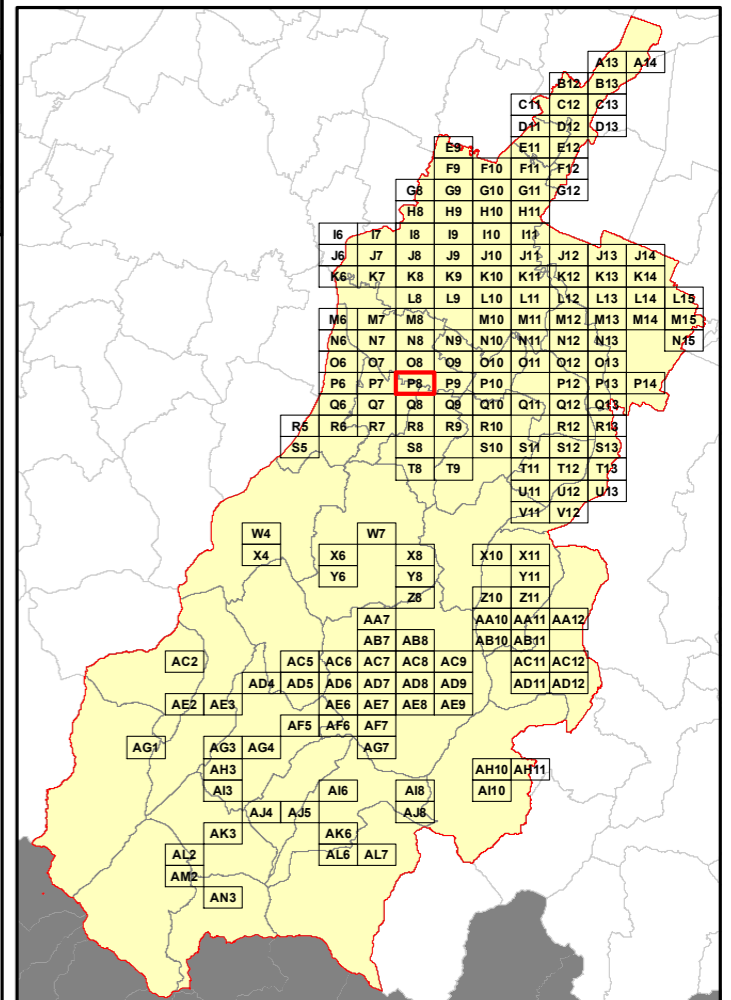 A13 A14
B12 B13
C11 C12 C13
D11 D12 D13
E9 E11 E12
F9 F10 F11 F12
G8 G9 G10 G11 G12
H8 H9 H10 H11
I6 I7 I8 I9 I10 I11
J6 J7 J8 J9 J10 J11 J12 J13 J14
K6 K7 K8 K9 K10 K11 K12 K13 K14
L8 L9 L10 L11 L12 L13 L14 L15
M6 M7 M8 M10 M11 M12 M13 M14 M15
N6 N7 N8 N9 N10 N11 N12 N13 N15
O6 O7 O8 O9 O10 O11 O12 O13
P6 P7 P8 P9 P10 P12 P13 P14
Q6 Q7 Q8 Q9 Q10 Q11 Q12 Q13
R5 R6 R7 R8 R9 R10 R12 R13
S5 S8 S10 S11 S12 S13
T8 T9 T11 T12 T13
U11 U12 U13
V11 V12
W4 W7
X4 X6 X8 X10 X11
Y6 Y8 Y11
Z8 Z10 Z11
AA7 AA10 AA11 AA12
AB7 AB8 AB10 AB11
AC2 AC5 AC6 AC7 AC8 AC9 AC11 AC12
AD4 AD5 AD6 AD7 AD8 AD9 AD11 AD12
AE2 AE3 AE6 AE7 AE8 AE9
AF5 AF6 AF7
AG1 AG3 AG4 AG7
AH3 AH10 AH11
AI3 AI6 AI8 AI10
AJ4 AJ5 AJ8
AK3 AK6
AL2 AL6 AL7
AM2
AN3